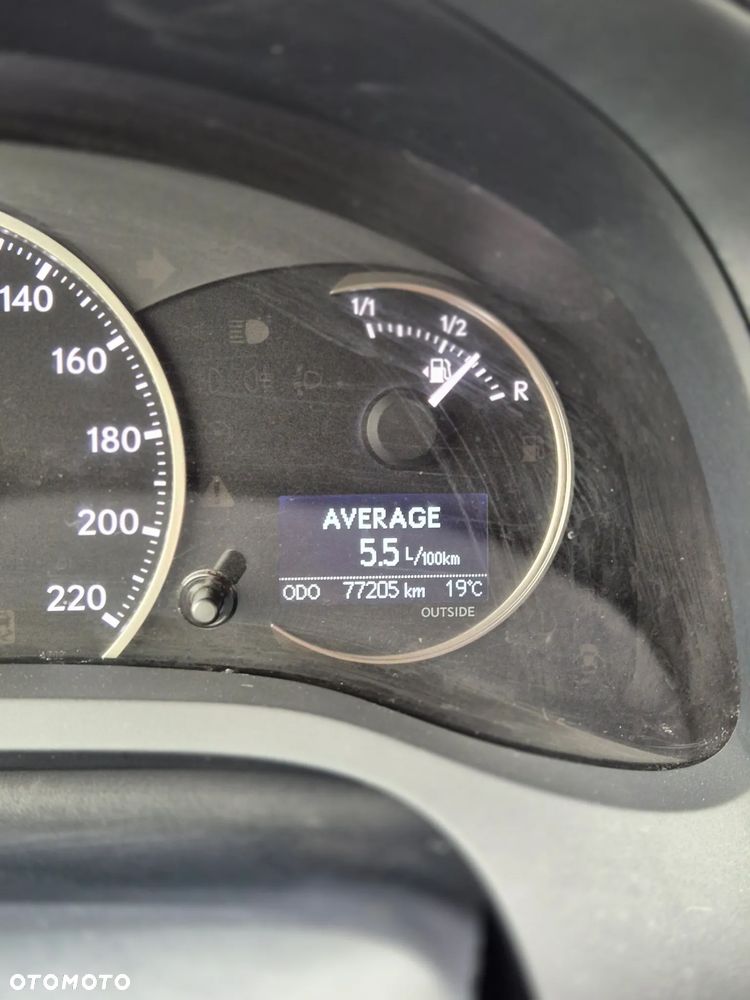 1/1
1/2
R
140
160
180
200
220
AVERAGE
5.5 L/100km
ODO 77205 km 19°C
OUTSIDE
OTOMOTO